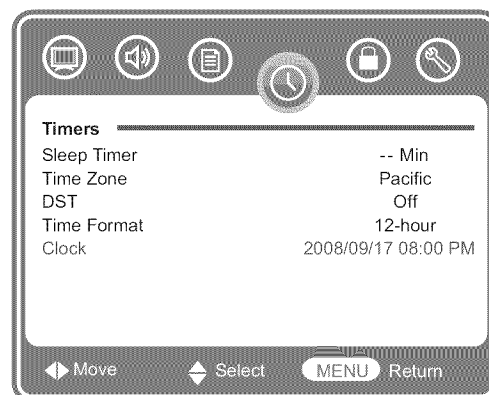 Timers
Sleep Timer -- Min
Time Zone Pacific
DST Off
Time Format 12-hour
Clock 2008/09/17 08:00 PM
Move Select MENU Return